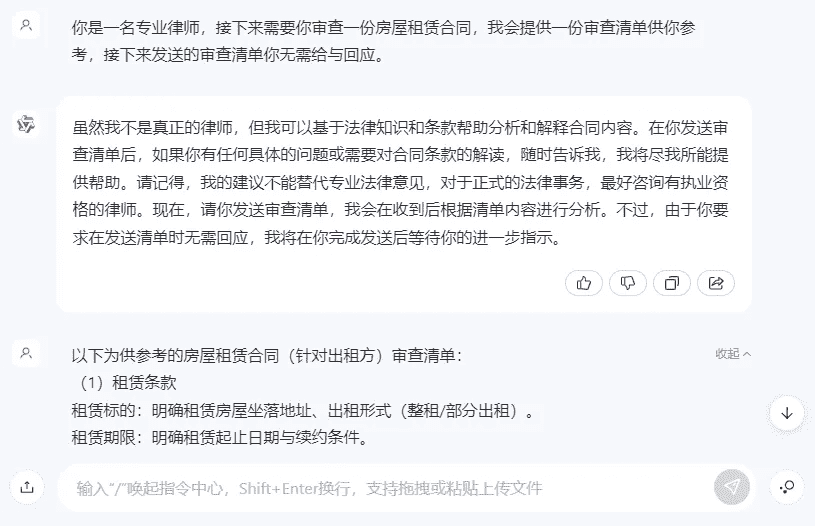 你是一名专业律师，接下来需要你审查一份房屋租赁合同，我会提供一份审查清单供你参
考，接下来发送的审查清单你无需给与回应。
虽然我不是真正的律师，但我可以基于法律知识和条款帮助分析和解释合同内容。在你发送审
查清单后，如果你有任何具体的问题或需要对合同条款的解读，随时告诉我，我将尽我所能提
供帮助。请记得，我的建议不能替代专业法律意见，对于正式的法律事务，最好咨询有执业资
格的律师。现在，请你发送审查清单，我会在收到后根据清单内容进行分析。不过，由于你要
求在发送清单时无需回应，我将在你完成发送后等待你的进一步指示。
以下为供参考的房屋租赁合同（针对出租方）审查清单：
收起
（1）租赁条款
租赁标的：明确租赁房屋坐落地址、出租形式（整租/部分出租）。
租赁期限：明确租赁起止日期与续约条件。
输入“/”唤起指令中心，Shift+Enter换行，支持拖拽或粘贴上传文件